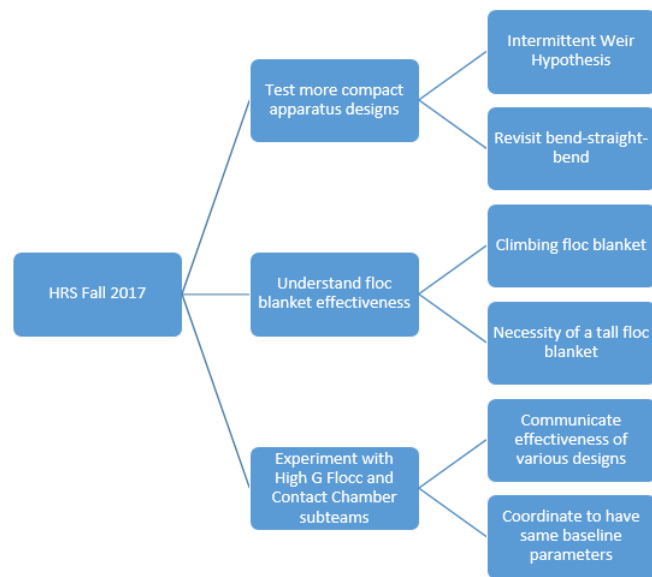 Intermittent Weir
Hypothesis
Test more compact
apparatus designs
Revisit bend-straight-
bend
Climbing floc blanket
HRS Fall 2017
Understand floc
blanket effectiveness
Necessity of a tall floc
blanket
Communicate
effectiveness of
various designs
Experiment with
High G Flocc and
Contact Chamber
subteams
Coordinate to have
same baseline
parameters